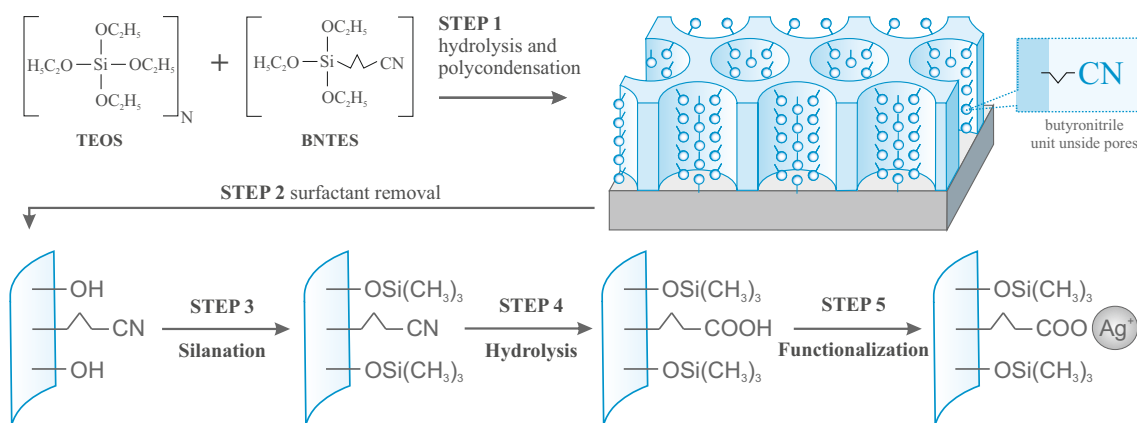 OC₂H₅
H₅C₂O—Si—OC₂H₅
OC₂H₅
N
TEOS
+
OC₂H₅
H₅C₂O—Si CN
OC₂H₅
BNTES
STEP 1
hydrolysis and
polycondensation
CN
butyronitrile
unit unside pores
STEP 2 surfactant removal
OH
CN
OH
STEP 3
Silanation
OSi(CH₃)₃
CN
OSi(CH₃)₃
STEP 4
Hydrolysis
OSi(CH₃)₃
COOH
OSi(CH₃)₃
STEP 5
Functionalization
OSi(CH₃)₃
COO Ag⁺
OSi(CH₃)₃